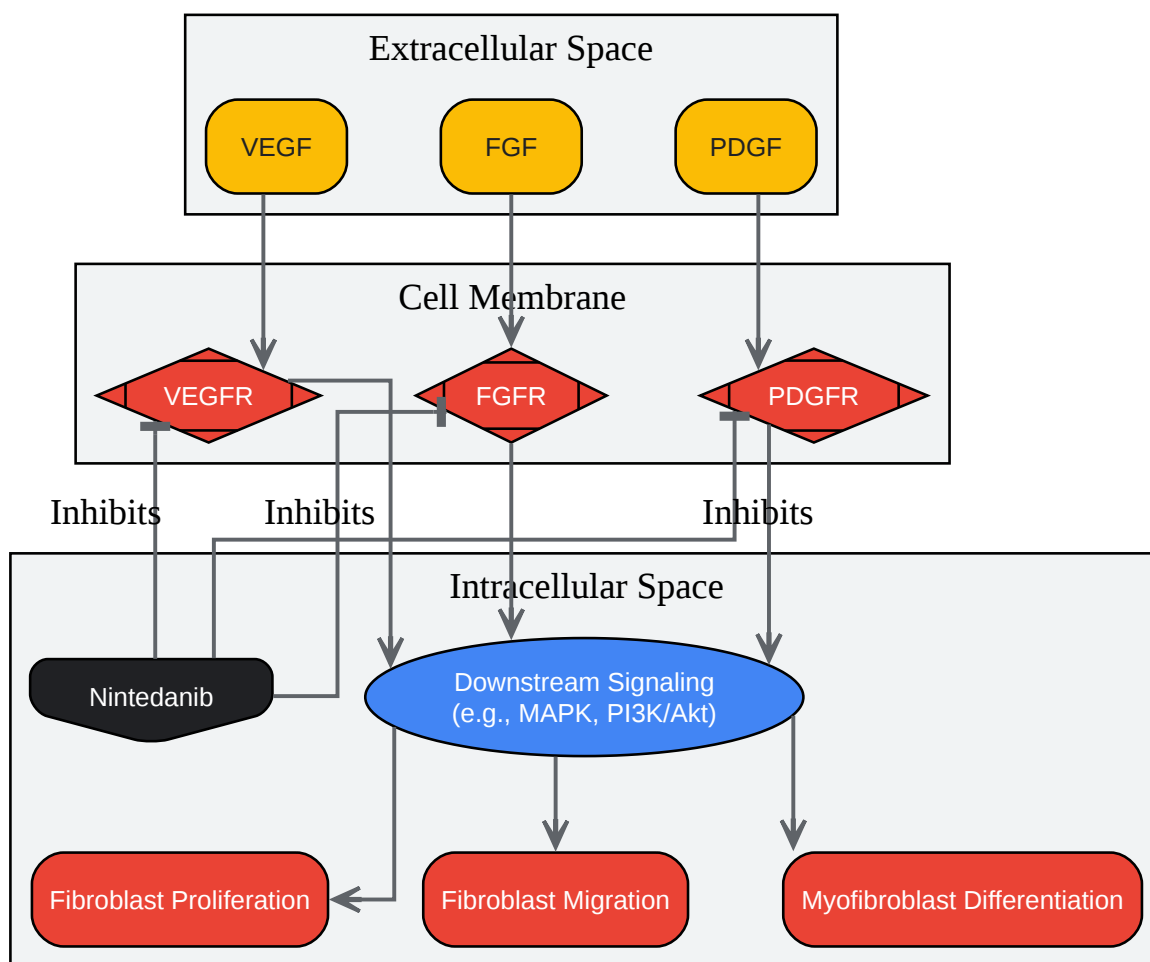 Extracellular Space
VEGF
FGF
PDGF
Cell Membrane
VEGFR
FGFR
PDGFR
Inhibits
Inhibits
Inhibits
Intracellular Space
Nintedanib
Downstream Signaling
(e.g., MAPK, PI3K/Akt)
Fibroblast Proliferation
Fibroblast Migration
Myofibroblast Differentiation